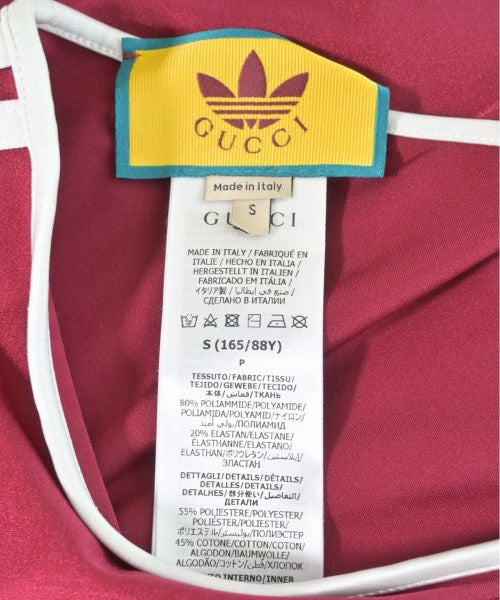 GUCCI
Made in Italy
S
GUCCI
MADE IN ITALY / FABRIQUÉ EN
ITALIE / HECHO EN ITALIA /
HERGESTELLT IN ITALIEN /
FABRICADO EM ITÁLIA /
イタリア製 / صنع في إيطاليا /
СДЕЛАНО В ИТАЛИИ
S (165/88Y)
P
TESSUTO/FABRIC/TISSU/
TEJIDO/GEWEBE/TECIDO/
本体/قماش/ТКАНЬ
80% POLIAMMIDE/POLYAMIDE/
POLIAMIDA/POLYAMID/ナイロン/
بولي أميد/ПОЛИАМИД
20% ELASTAN/ELASTANE/
ELASTANO/ELASTAN/ELASTANO/
ELASTHAN/ポリウレタン/إيلاستين/
ЭЛАСТАН
DETTAGLI/DETAILS/DÉTAILS/
DETALLES/DETAILS/
DETALHES/部分使い/التفاصيل/
ДЕТАЛИ
55% POLIESTERE/POLYESTER/
POLIÉSTER/POLYESTER/
ポリエステル/بوليستر/ПОЛИЭСТЕР
45% COTONE/COTTON/COTON/
ALGODON/BAUMWOLLE/
ALGODÃO/コットン/قطن/ХЛОПОК
INTERNO/INNER